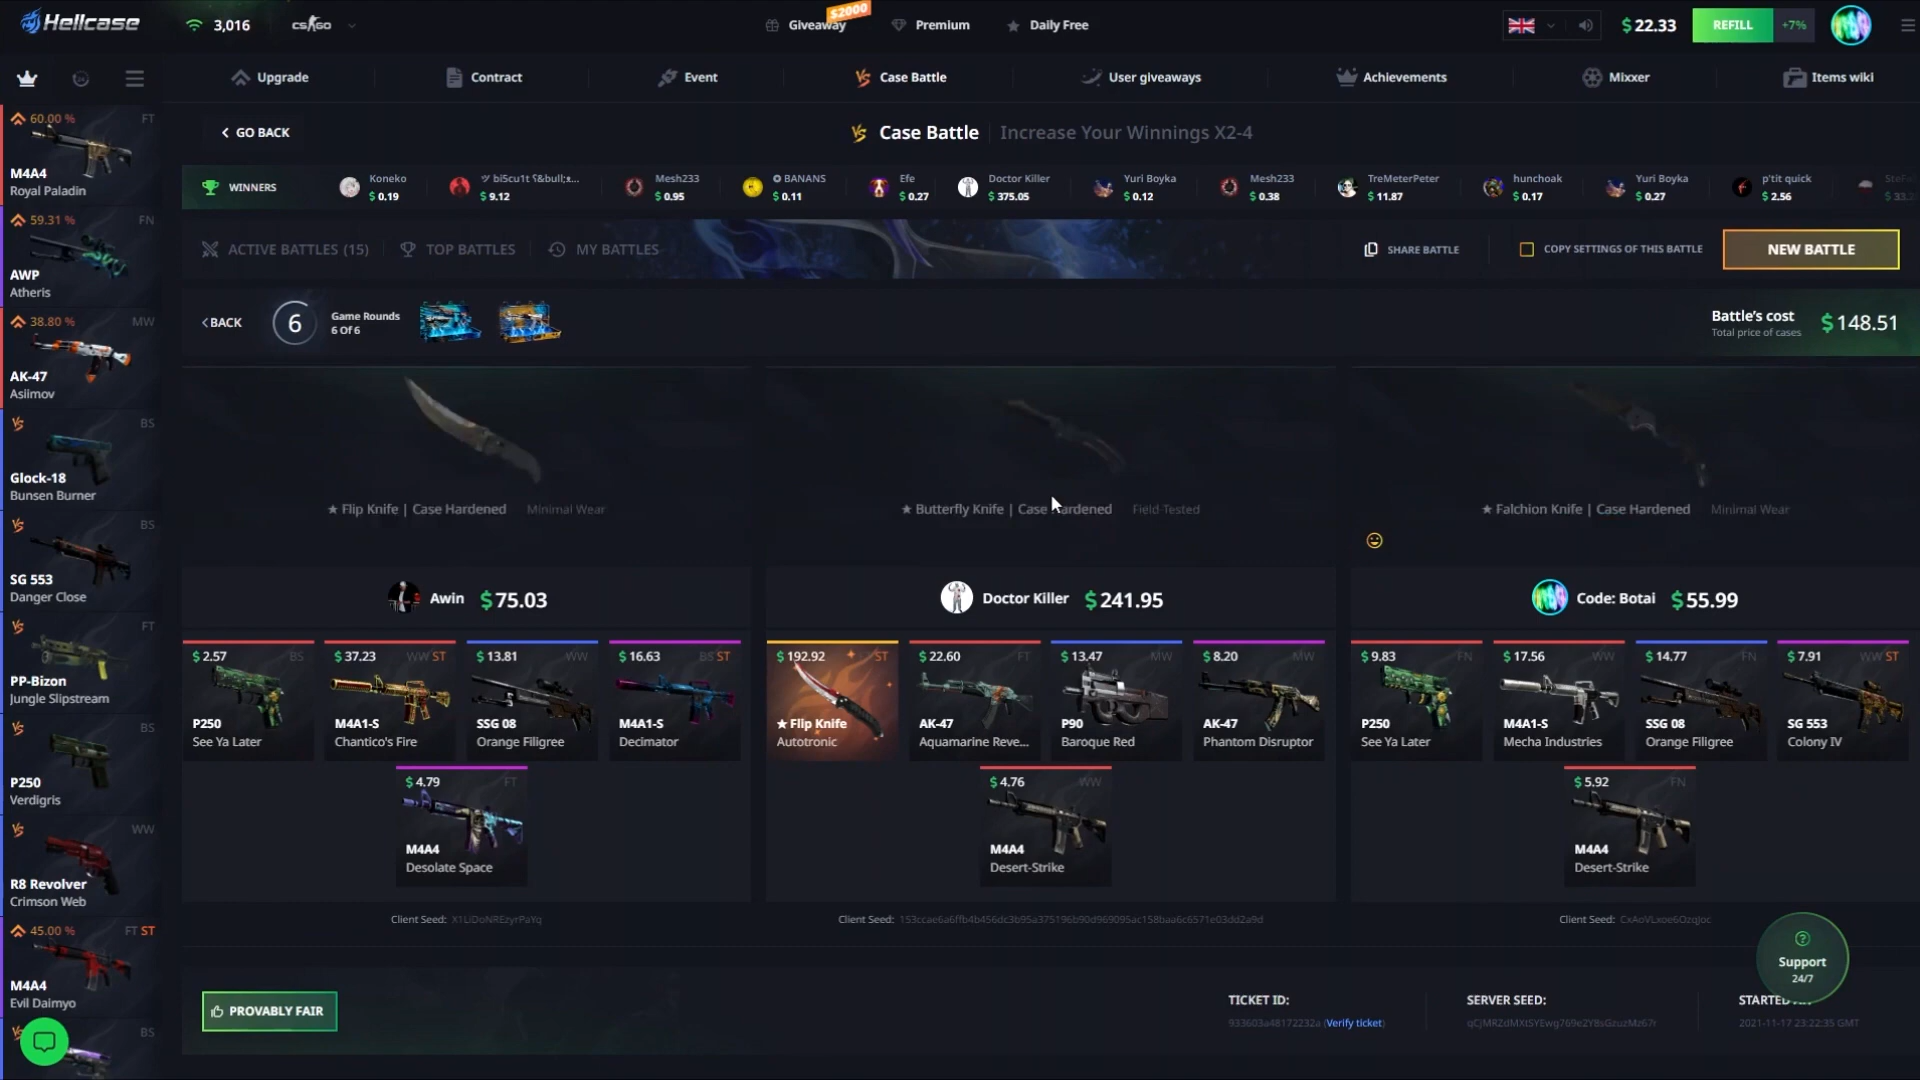 Hellcase
3,016
CS:GO
Giveaway
$2000
Premium
Daily Free
$ 22.33
REFILL
+7%
Upgrade
Contract
Event
Case Battle
User giveaways
Achievements
Mixxer
Items wiki
60.00 %
FT
M4A4
Royal Paladin
59.31 %
FN
AWP
Atheris
38.80 %
MW
AK-47
Asiimov
BS
Glock-18
Bunsen Burner
BS
SG 553
Danger Close
FT
PP-Bizon
Jungle Slipstream
BS
P250
Verdigris
WW
R8 Revolver
Crimson Web
45.00 %
FT ST
M4A4
Evil Daimyo
BS
GO BACK
Case Battle
Increase Your Winnings X2-4
WINNERS
Koneko
$ 0.19
$ 9.12
Mesh233
$ 0.95
BANANS
$ 0.11
Efe
$ 0.27
Doctor Killer
$ 375.05
Yuri Boyka
$ 0.12
Mesh233
$ 0.38
TreMeterPeter
$ 11.87
hunchoak
$ 0.17
Yuri Boyka
$ 0.27
p'tit quick
$ 2.56
ACTIVE BATTLES (15)
TOP BATTLES
MY BATTLES
SHARE BATTLE
COPY SETTINGS OF THIS BATTLE
NEW BATTLE
BACK
6
Game Rounds
6 Of 6
Battle's cost
Total price of cases
$ 148.51
★ Flip Knife | Case Hardened
Minimal Wear
★ Butterfly Knife | Case Hardened
Field-Tested
★ Falchion Knife | Case Hardened
Minimal Wear
Awin
$ 75.03
Doctor Killer
$ 241.95
Code: Botai
$ 55.99
$ 2.57
BS
P250
See Ya Later
$ 37.23
WW ST
M4A1-S
Chantico's Fire
$ 13.81
WW
SSG 08
Orange Filigree
$ 16.63
BS ST
M4A1-S
Decimator
$ 4.79
FT
M4A4
Desolate Space
$ 192.92
ST
★ Flip Knife
Autotronic
$ 22.60
FT
AK-47
Aquamarine Reve...
$ 13.47
MW
P90
Baroque Red
$ 8.20
MW
AK-47
Phantom Disruptor
$ 4.76
WW
M4A4
Desert-Strike
$ 9.83
FN
P250
See Ya Later
$ 17.56
WW
M4A1-S
Mecha Industries
$ 14.77
FN
SSG 08
Orange Filigree
$ 7.91
WW ST
SG 553
Colony IV
$ 5.92
FN
M4A4
Desert-Strike
Client Seed:
Client Seed:
Client Seed:
PROVABLY FAIR
TICKET ID:
933603a48172232a (Verify ticket)
SERVER SEED:
STARTED
2021-11-17 23:22:35 GMT
Support
24/7